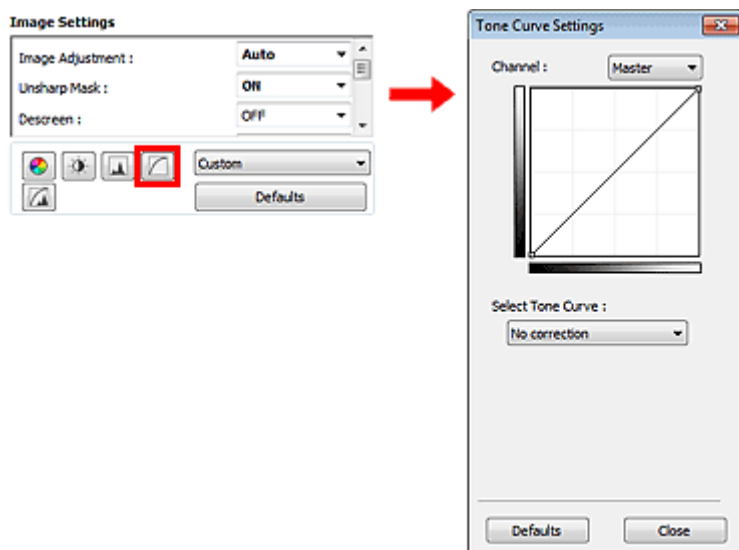 Image Settings
Image Adjustment :
Auto
Unsharp Mask :
ON
Descreen :
OFF
Custom
Defaults
Tone Curve Settings
Channel :
Master
Select Tone Curve :
No correction
Defaults
Close